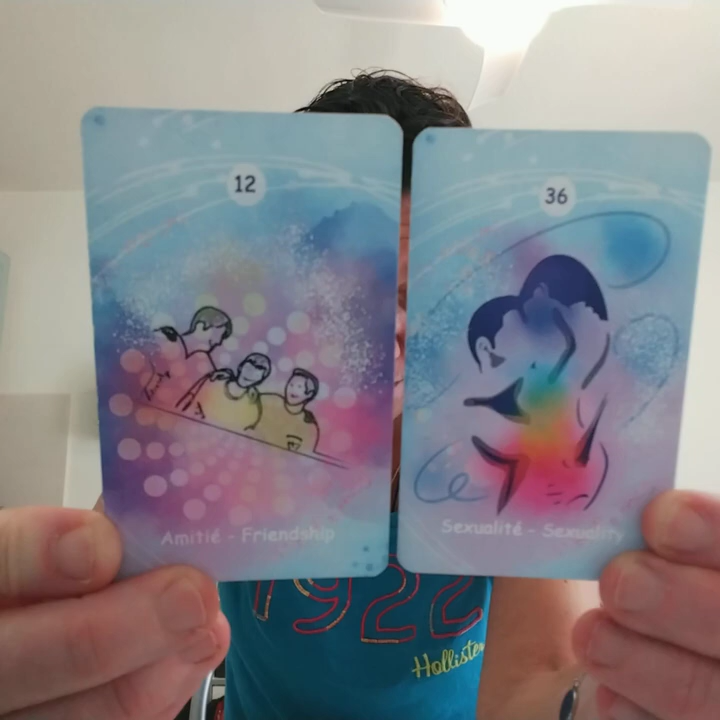 12
Amitié - Friendship
36
Sexualité - Sexuality
1922
Hollister